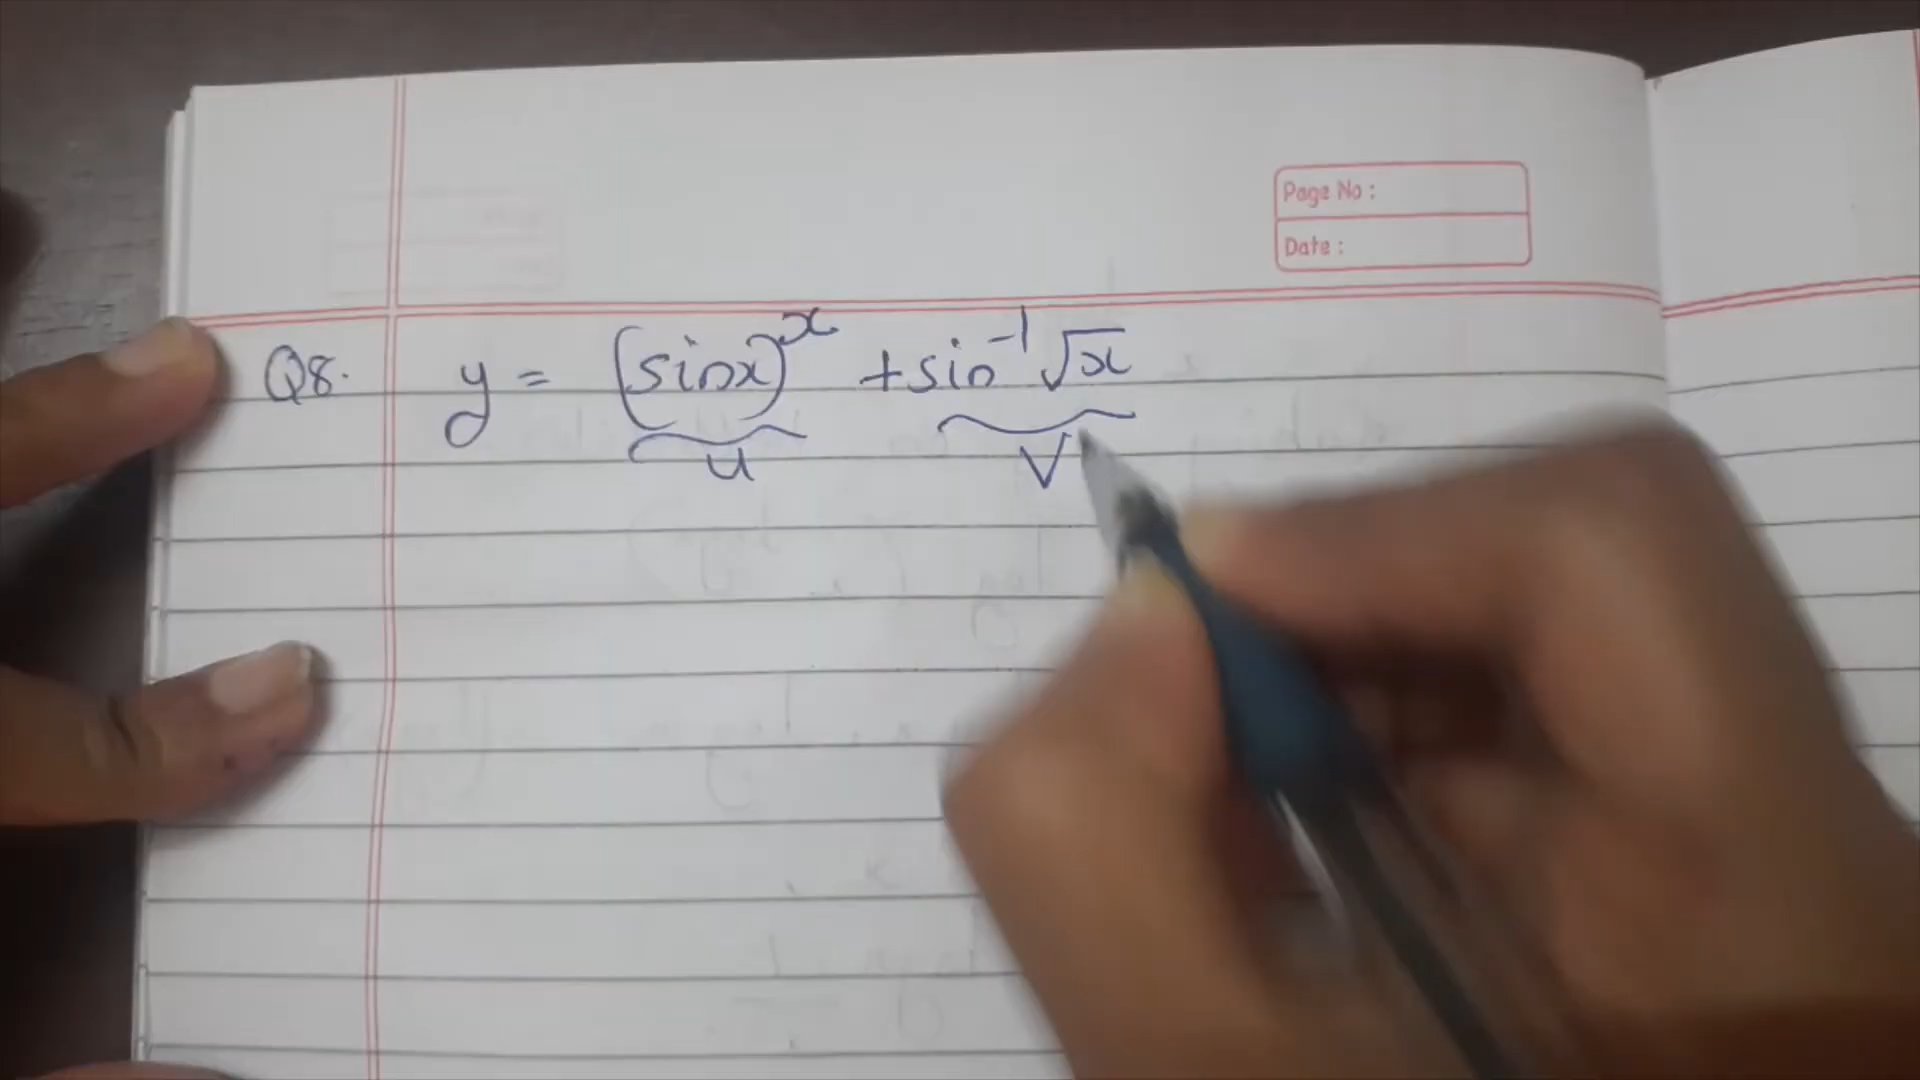 Page No :
Date :
Q8. y = (sinx)^x + sin^-1 √x
u v